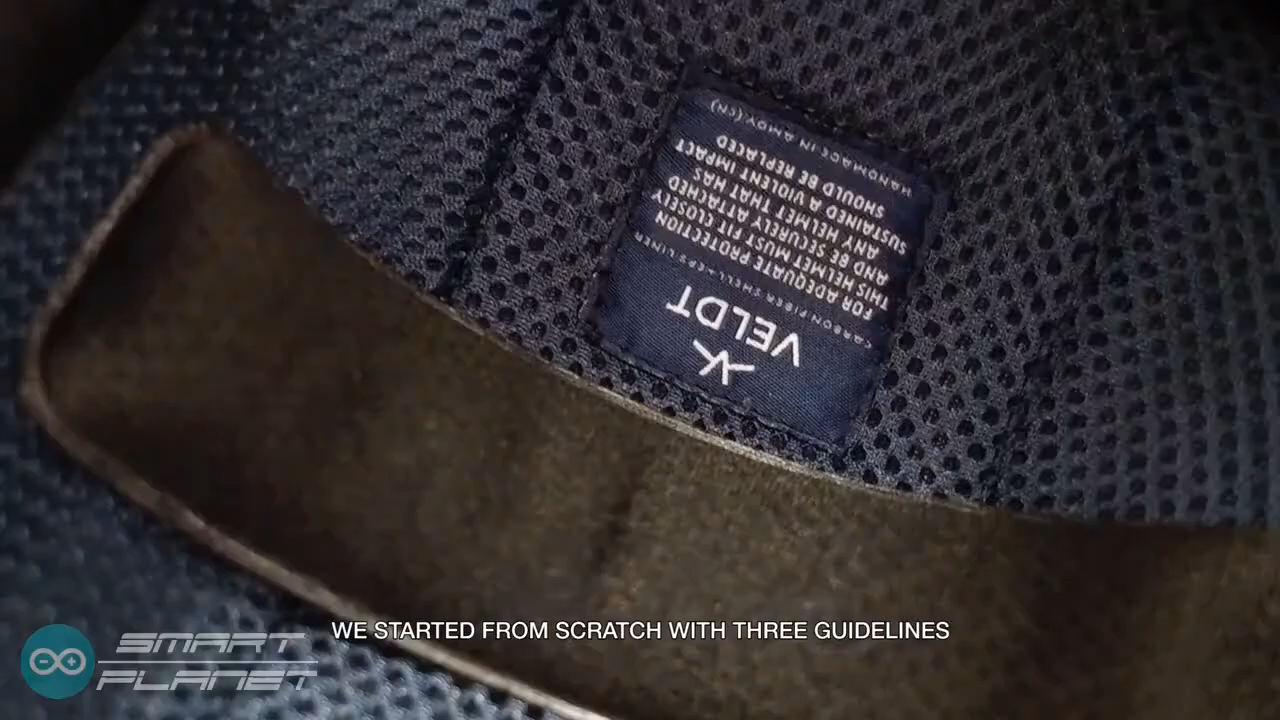 VELDT
CARBON FIBER SHELL + EPS LINER
FOR ADEQUATE PROTECTION
THIS HELMET MUST FIT CLOSELY
AND BE SECURELY ATTACHED
ANY HELMET THAT HAS
SUSTAINED A VIOLENT IMPACT
SHOULD BE REPLACED
HANDMADE IN AMOY (CN)
WE STARTED FROM SCRATCH WITH THREE GUIDELINES
SMART
PLANET